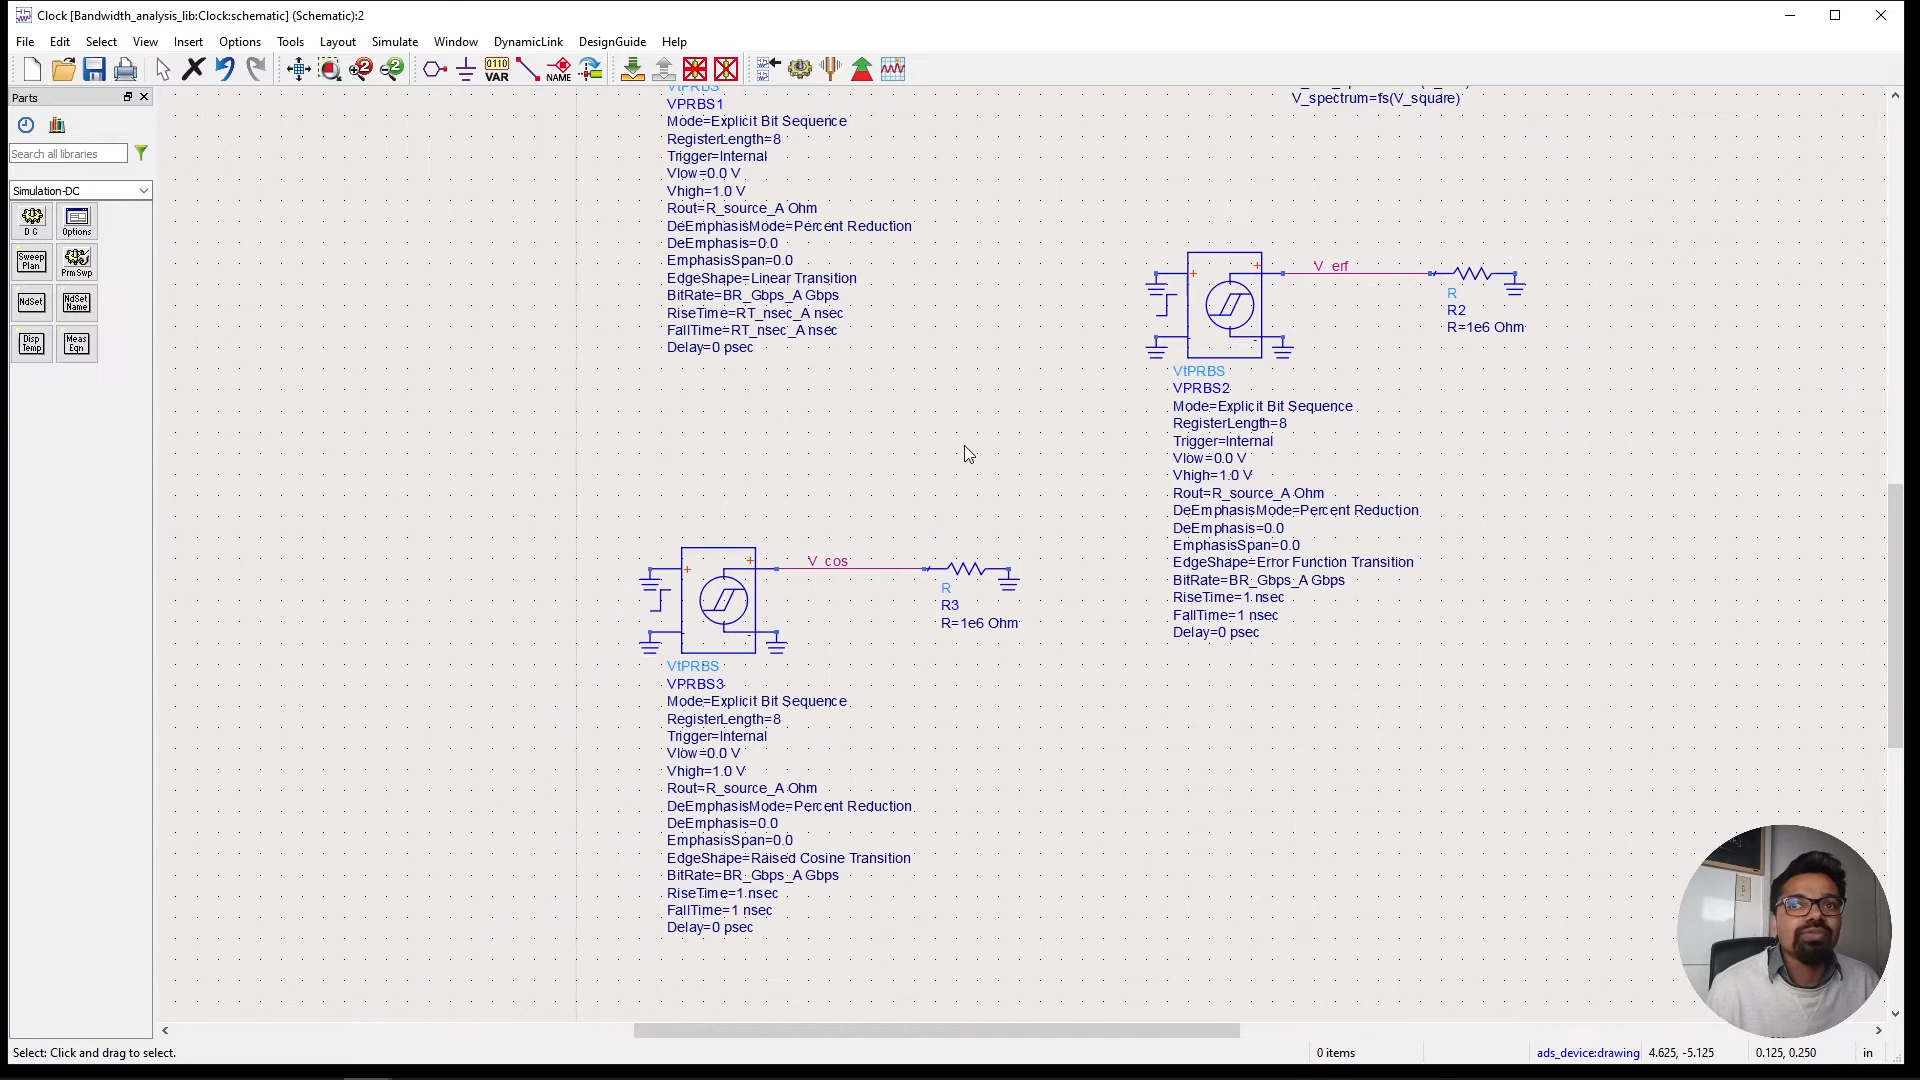 Clock [Bandwidth_analysis_lib:Clock:schematic] (Schematic):2
File Edit Select View Insert Options Tools Layout Simulate Window DynamicLink DesignGuide Help
0110
VAR
NAME
Parts
Search all libraries
Simulation-DC
D C
Options
Sweep
Plan
Prm Swp
NdSet
NdSet
Name
Disp
Temp
Meas
Eqn
VtPRBS
VPRBS1
Mode=Explicit Bit Sequence
RegisterLength=8
Trigger=Internal
Vlow=0.0 V
Vhigh=1.0 V
Rout=R_source_A Ohm
DeEmphasisMode=Percent Reduction
DeEmphasis=0.0
EmphasisSpan=0.0
EdgeShape=Linear Transition
BitRate=BR_Gbps_A Gbps
RiseTime=RT_nsec_A nsec
FallTime=RT_nsec_A nsec
Delay=0 psec
V_spectrum=fs(V_square)
V_erf
R
R2
R=1e6 Ohm
VtPRBS
VPRBS2
Mode=Explicit Bit Sequence
RegisterLength=8
Trigger=Internal
Vlow=0.0 V
Vhigh=1.0 V
Rout=R_source_A Ohm
DeEmphasisMode=Percent Reduction
DeEmphasis=0.0
EmphasisSpan=0.0
EdgeShape=Error Function Transition
BitRate=BR_Gbps_A Gbps
RiseTime=1 nsec
FallTime=1 nsec
Delay=0 psec
V_cos
R
R3
R=1e6 Ohm
VtPRBS
VPRBS3
Mode=Explicit Bit Sequence
RegisterLength=8
Trigger=Internal
Vlow=0.0 V
Vhigh=1.0 V
Rout=R_source_A Ohm
DeEmphasisMode=Percent Reduction
DeEmphasis=0.0
EmphasisSpan=0.0
EdgeShape=Raised Cosine Transition
BitRate=BR_Gbps_A Gbps
RiseTime=1 nsec
FallTime=1 nsec
Delay=0 psec
Select: Click and drag to select.
0 items
ads_device:drawing 4.625, -5.125
0.125, 0.250
in